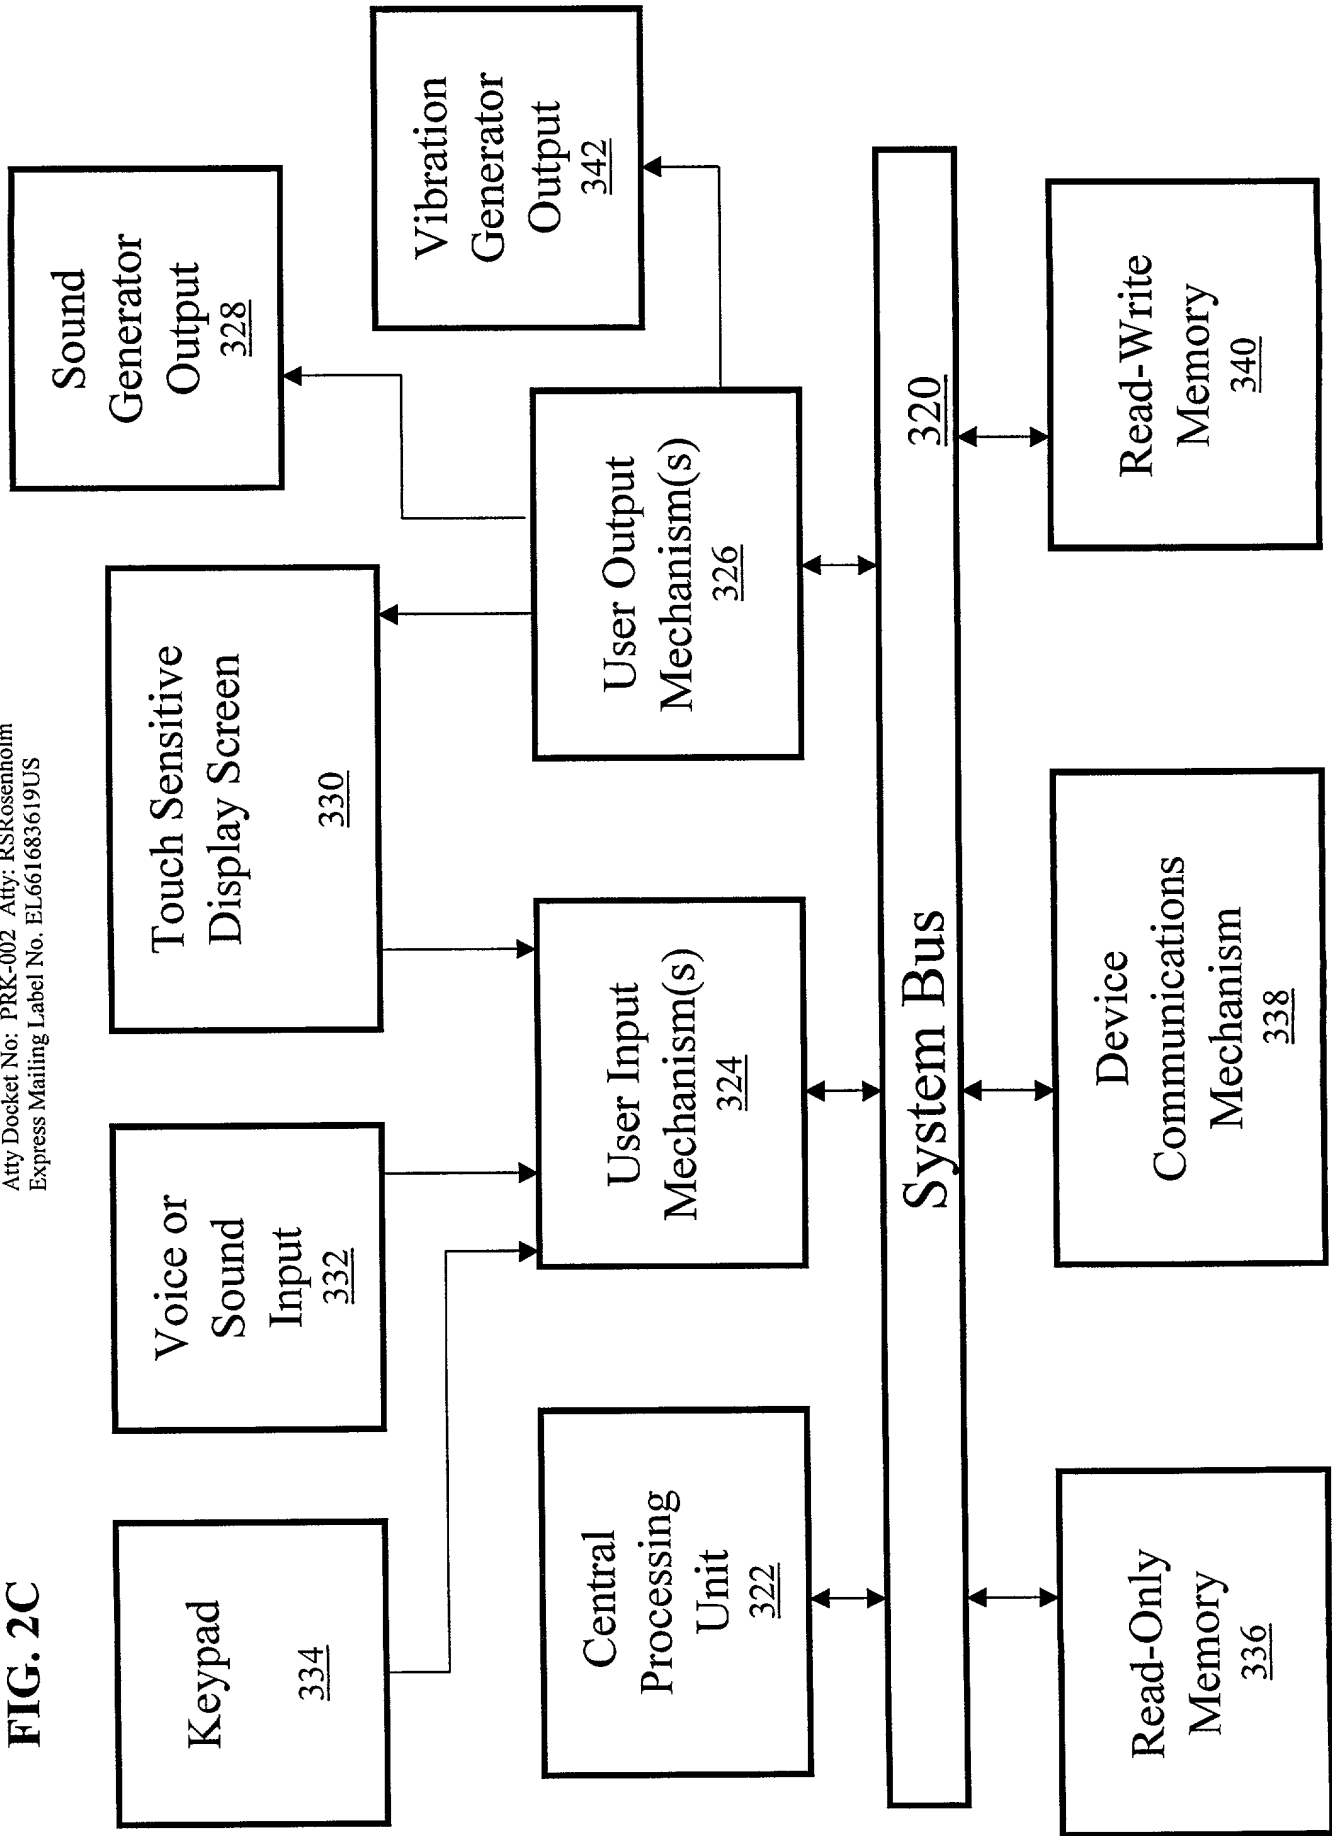 Atty Docket No: PRK-002 Atty: RSRosenholm
Express Mailing Label No. EL661683619US
FIG. 2C
Keypad
334
Voice or
Sound
Input
332
Touch Sensitive
Display Screen
330
Sound
Generator
Output
328
Vibration
Generator
Output
342
Central
Processing
Unit
322
User Input
Mechanism(s)
324
User Output
Mechanism(s)
326
System Bus
320
Read-Only
Memory
336
Device
Communications
Mechanism
338
Read-Write
Memory
340